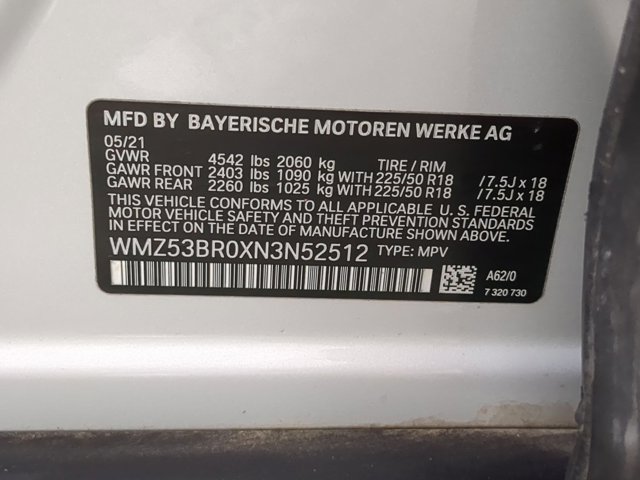 MFD BY BAYERISCHE MOTOREN WERKE AG
05/21
GVWR 4542 lbs 2060 kg TIRE / RIM
GAWR FRONT 2403 lbs 1090 kg WITH 225/50 R18 /7.5J x 18
GAWR REAR 2260 lbs 1025 kg WITH 225/50 R18 /7.5J x 18
THIS VEHICLE CONFORMS TO ALL APPLICABLE U. S. FEDERAL
MOTOR VEHICLE SAFETY AND THEFT PREVENTION STANDARDS
IN EFFECT ON THE DATE OF MANUFACTURE SHOWN ABOVE.
WMZ53BR0XN3N52512 TYPE: MPV
A62/0
7 320 730